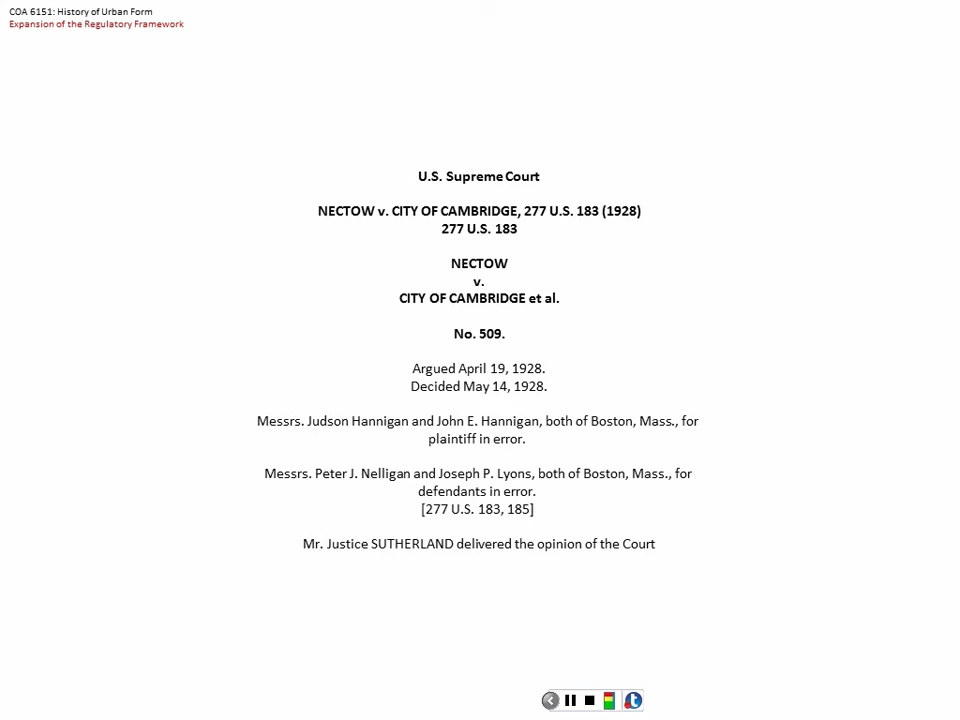 COA 6151: History of Urban Form
Expansion of the Regulatory Framework
U.S. Supreme Court
NECTOW v. CITY OF CAMBRIDGE, 277 U.S. 183 (1928)
277 U.S. 183
NECTOW
v.
CITY OF CAMBRIDGE et al.
No. 509.
Argued April 19, 1928.
Decided May 14, 1928.
Messrs. Judson Hannigan and John E. Hannigan, both of Boston, Mass., for
plaintiff in error.
Messrs. Peter J. Nelligan and Joseph P. Lyons, both of Boston, Mass., for
defendants in error.
[277 U.S. 183, 185]
Mr. Justice SUTHERLAND delivered the opinion of the Court